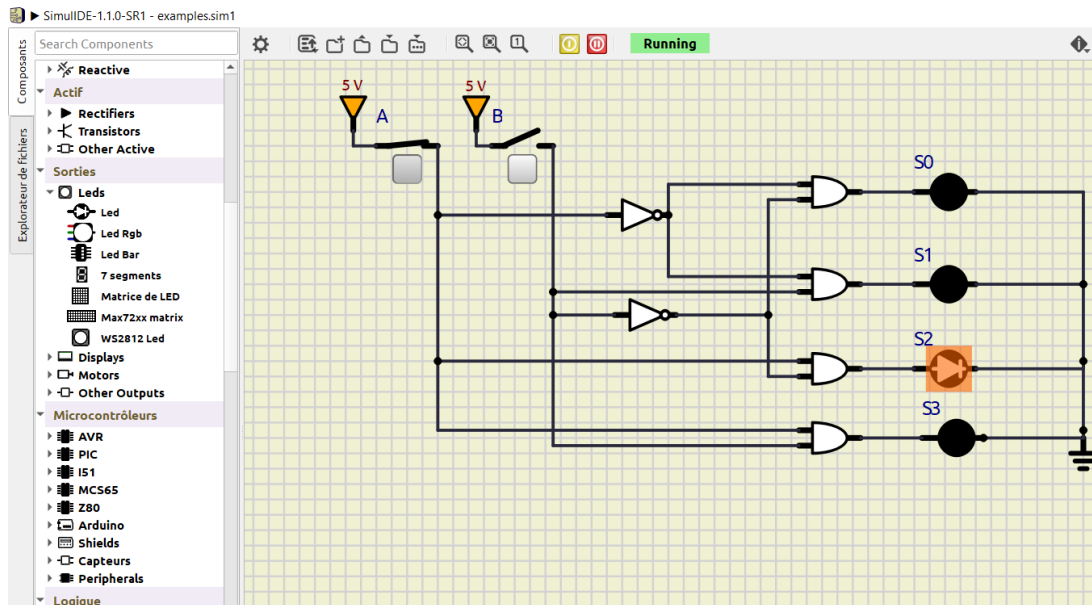 SimulIDE-1.1.0-SR1 - examples.sim1
Composants
Explorateur de fichiers
Search Components
Reactive
Actif
Rectifiers
Transistors
Other Active
Sorties
Leds
Led
Led Rgb
Led Bar
7 segments
Matrice de LED
Max72xx matrix
WS2812 Led
Displays
Motors
Other Outputs
Microcontrôleurs
AVR
PIC
I51
MCS65
Z80
Arduino
Shields
Capteurs
Peripherals
Logique
1
Running
5 V
A
5 V
B
S0
S1
S2
S3